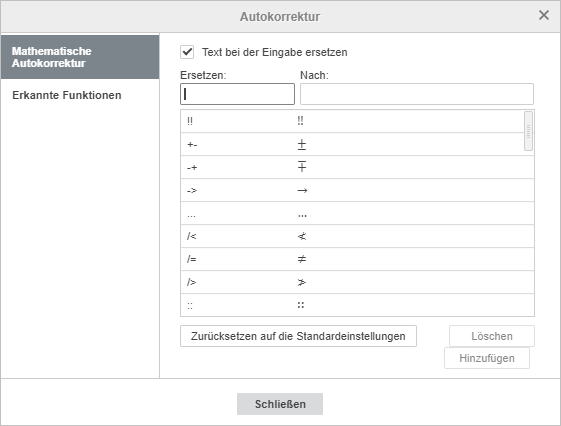 Autokorrektur
Mathematische
Autokorrektur
Erkannte Funktionen
Text bei der Eingabe ersetzen
Ersetzen: Nach:
!! ‼
+- ±
-+ ∓
-> →
... …
/< ≮
/= ≠
/> ≯
:: ∷
Zurücksetzen auf die Standardeinstellungen Löschen
Hinzufügen
Schließen